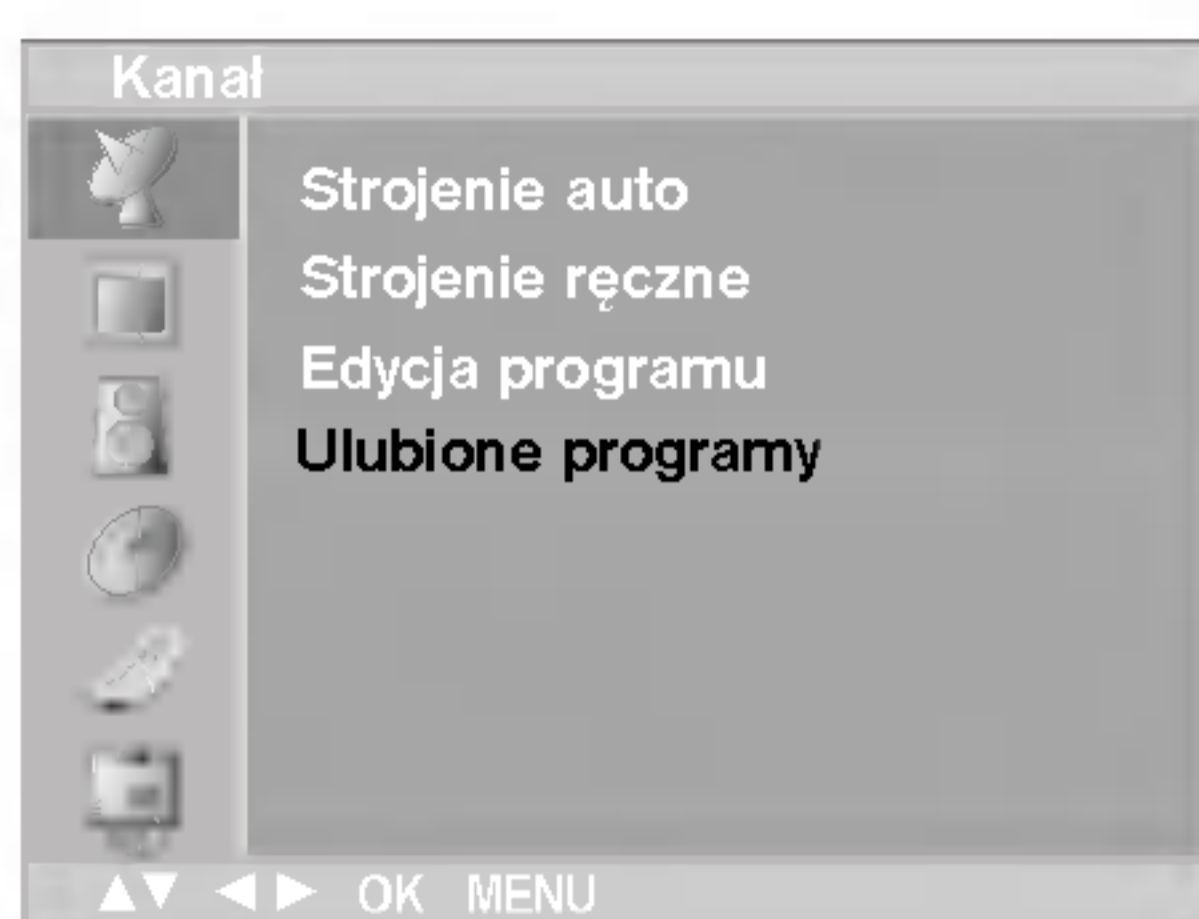 Kanał
Strojenie auto
Strojenie ręczne
Edycja programu
Ulubione programy
▲▼ ◀ ▶ OK MENU